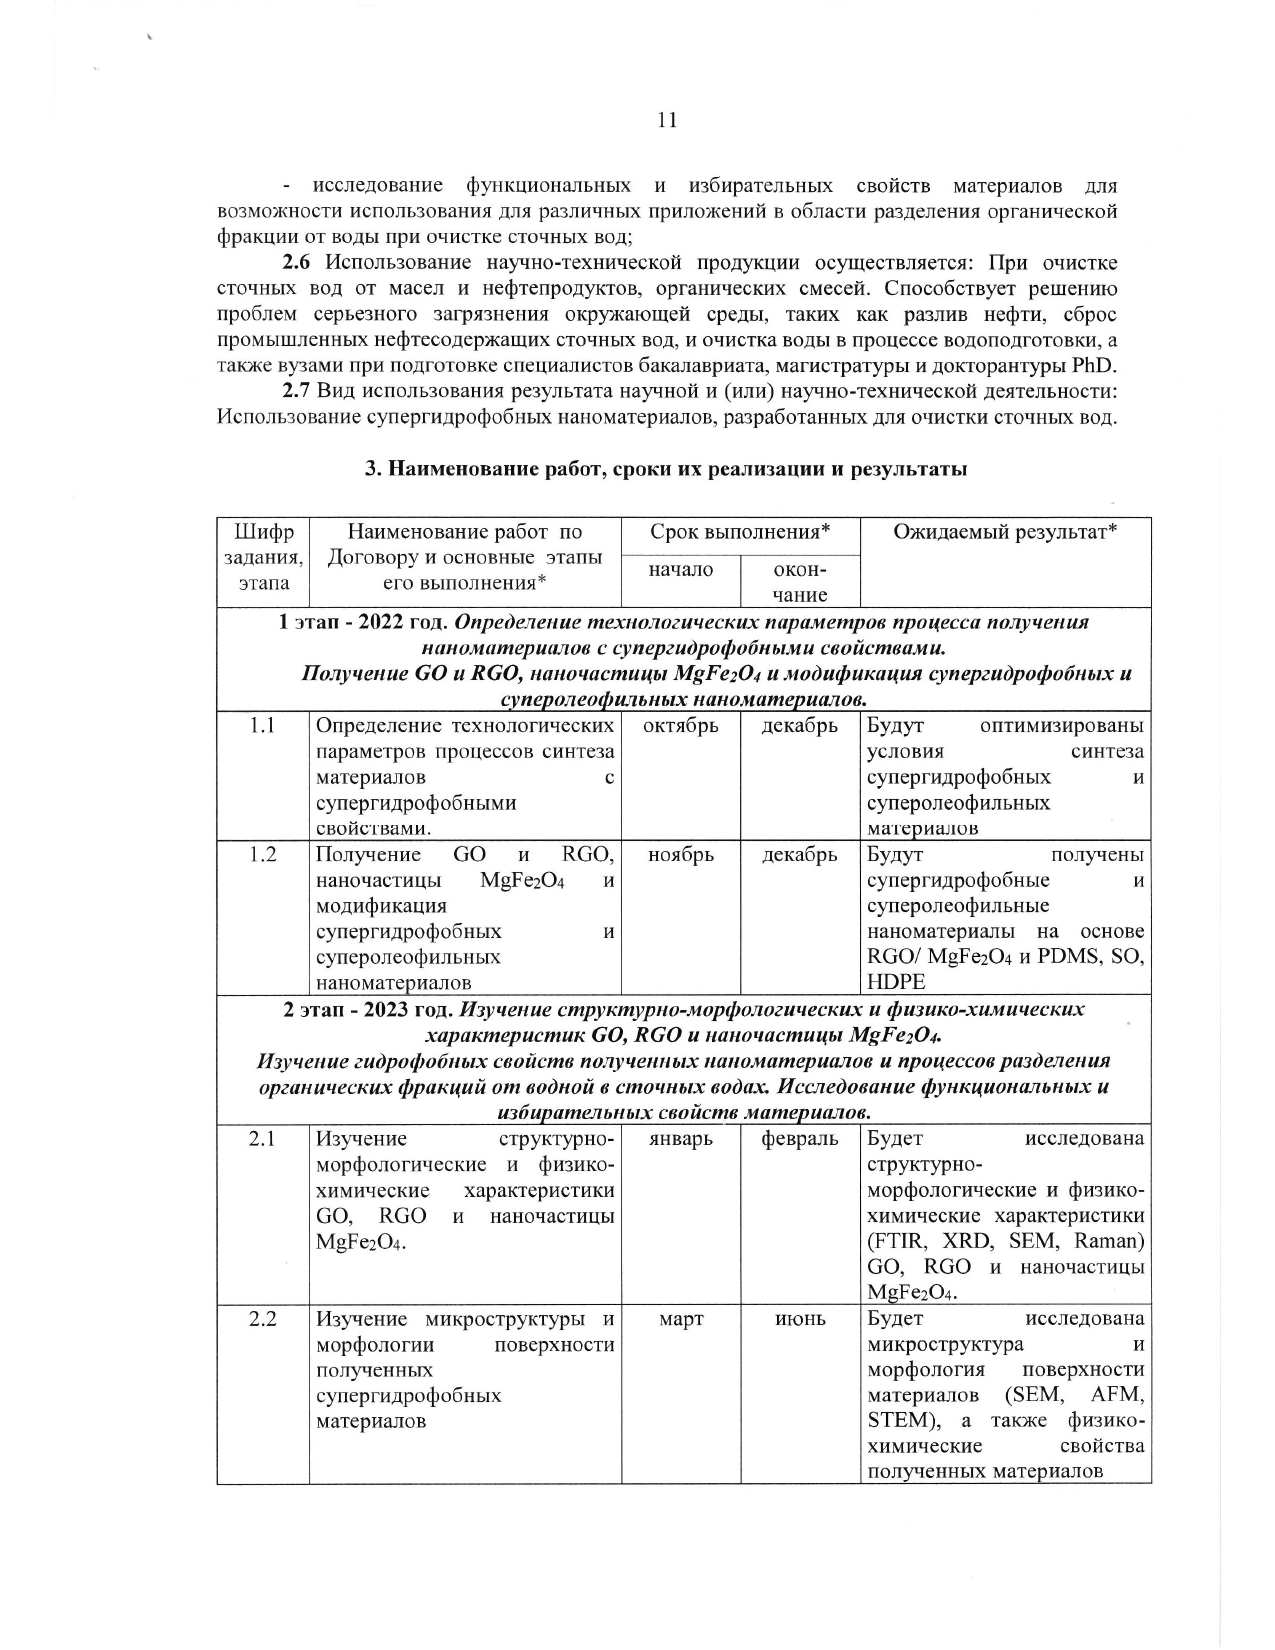 11
- исследование функциональных и избирательных свойств материалов для
возможности использования для различных приложений в области разделения органической
фракции от воды при очистке сточных вод;
2.6 Использование научно-технической продукции осуществляется: При очистке
сточных вод от масел и нефтепродуктов, органических смесей. Способствует решению
проблем серьезного загрязнения окружающей среды, таких как разлив нефти, сброс
промышленных нефтесодержащих сточных вод, и очистка воды в процессе водоподготовки, а
также вузами при подготовке специалистов бакалавриата, магистратуры и докторантуры PhD.
2.7 Вид использования результата научной и (или) научно-технической деятельности:
Использование супергидрофобных наноматериалов, разработанных для очистки сточных вод.
3. Наименование работ, сроки их реализации и результаты
Шифр
задания,
этапа
Наименование работ по
Договору и основные этапы
его выполнения*
Срок выполнения*
начало
окон-
чание
Ожидаемый результат*
1 этап - 2022 год. Определение технологических параметров процесса получения
наноматериалов с супергидрофобными свойствами.
Получение GO и RGO, наночастицы MgFe2O4 и модификация супергидрофобных и
суперолеофильных наноматериалов.
1.1
Определение технологических
параметров процессов синтеза
материалов с
супергидрофобными
свойствами.
октябрь
декабрь
Будут оптимизированы
условия синтеза
супергидрофобных и
суперолеофильных
материалов
1.2
Получение GO и RGO,
наночастицы MgFe2O4 и
модификация
супергидрофобных и
суперолеофильных
наноматериалов
ноябрь
декабрь
Будут получены
супергидрофобные и
суперолеофильные
наноматериалы на основе
RGO/ MgFe2O4 и PDMS, SO,
HDPE
2 этап - 2023 год. Изучение структурно-морфологических и физико-химических
характеристик GO, RGO и наночастицы MgFe2O4.
Изучение гидрофобных свойств полученных наноматериалов и процессов разделения
органических фракций от водной в сточных водах. Исследование функциональных и
избирательных свойств материалов.
2.1
Изучение структурно-
морфологические и физико-
химические характеристики
GO, RGO и наночастицы
MgFe2O4.
январь
февраль
Будет исследована
структурно-
морфологические и физико-
химические характеристики
(FTIR, XRD, SEM, Raman)
GO, RGO и наночастицы
MgFe2O4.
2.2
Изучение микроструктуры и
морфологии поверхности
полученных
супергидрофобных
материалов
март
июнь
Будет исследована
микроструктура и
морфология поверхности
материалов (SEM, AFM,
STEM), а также физико-
химические свойства
полученных материалов